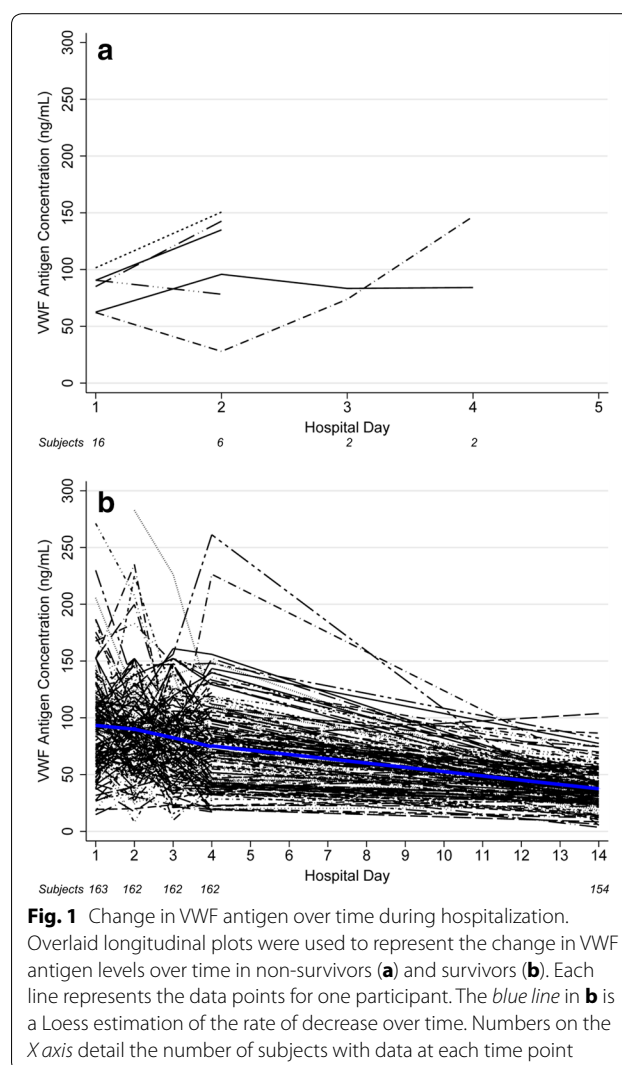 a
300
250
200
150
100
50
0
VWF Antigen Concentration (ng/mL)
1 2 3 4 5
Hospital Day
Subjects 16 6 2 2
b
300
250
200
150
100
50
0
VWF Antigen Concentration (ng/mL)
1 2 3 4 5 6 7 8 9 10 11 12 13 14
Hospital Day
Subjects 163 162 162 162 154
Fig. 1 Change in VWF antigen over time during hospitalization.
Overlaid longitudinal plots were used to represent the change in VWF
antigen levels over time in non-survivors (a) and survivors (b). Each
line represents the data points for one participant. The blue line in b is
a Loess estimation of the rate of decrease over time. Numbers on the
X axis detail the number of subjects with data at each time point